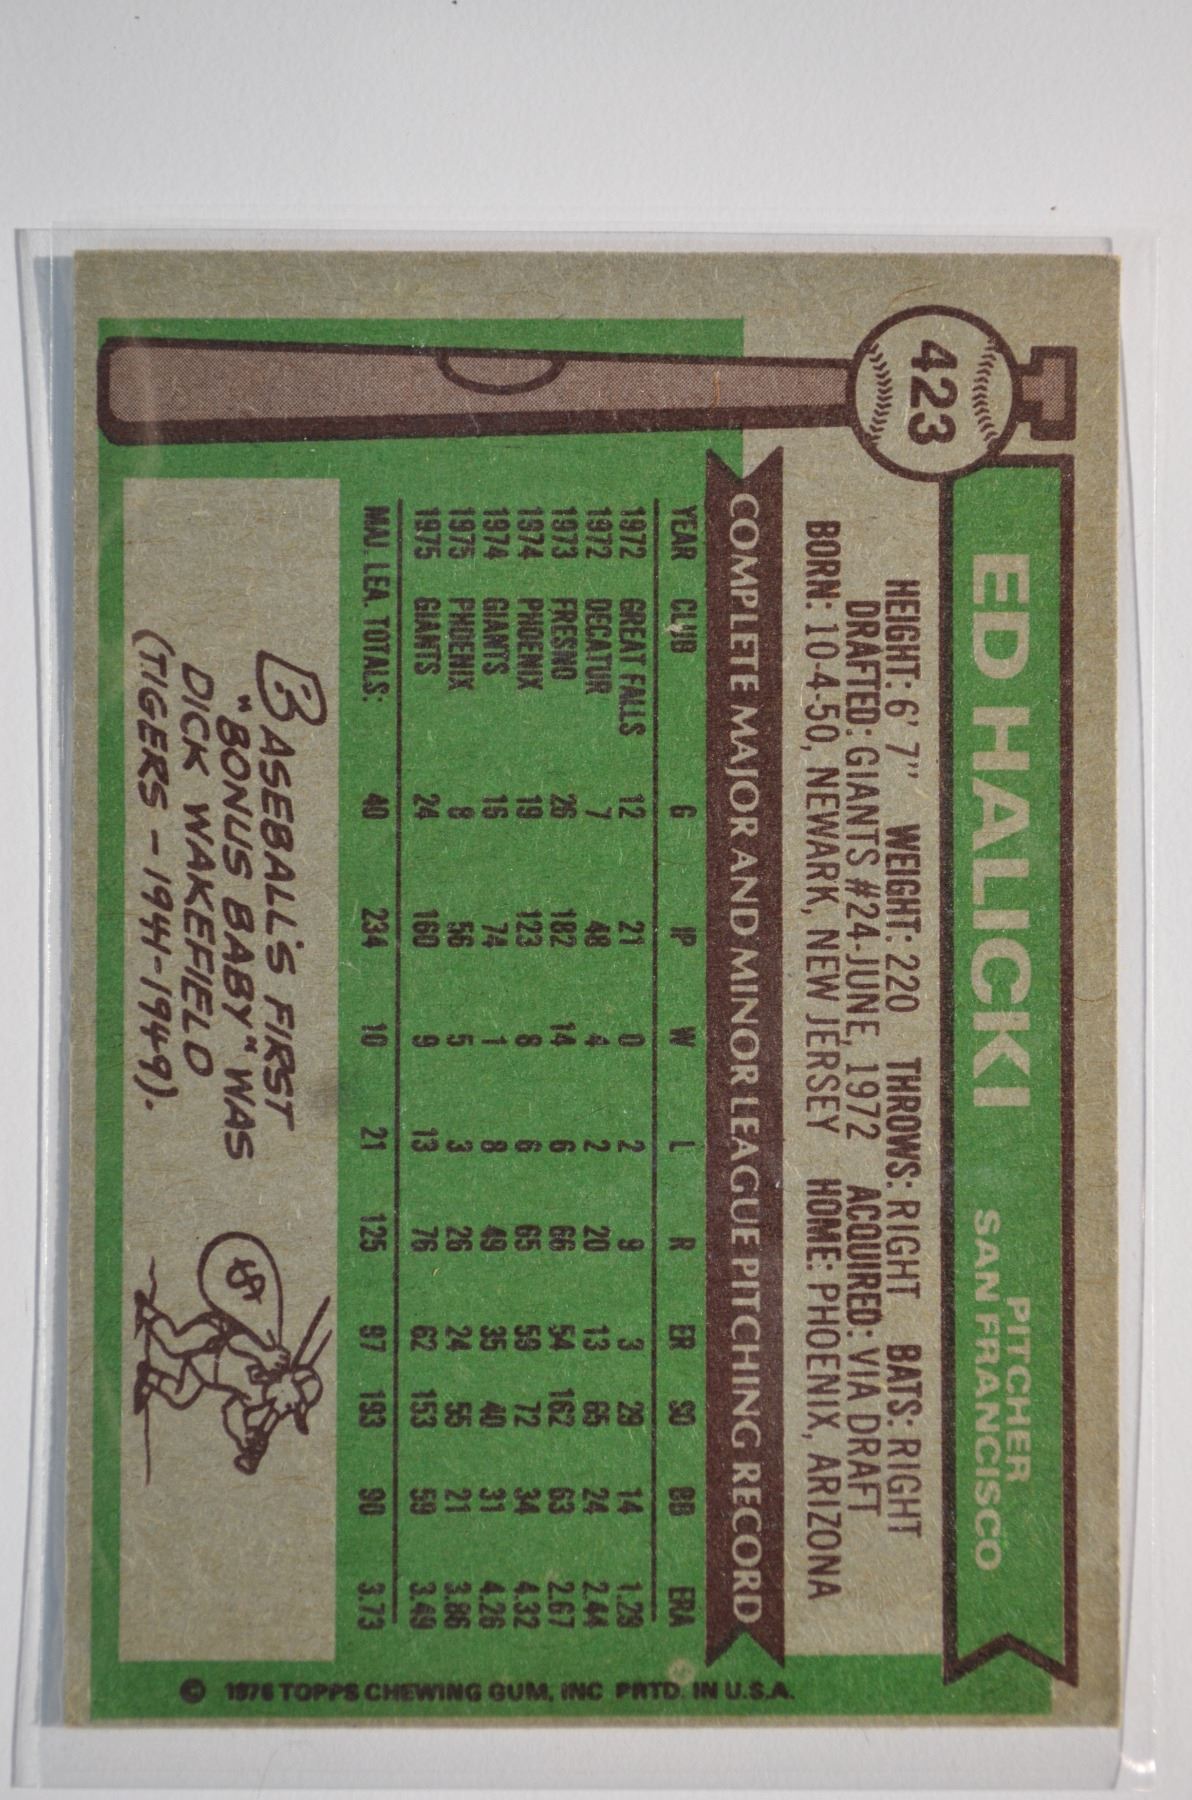 423
ED HALICKI
PITCHER
SAN FRANCISCO
HEIGHT: 6' 7" WEIGHT: 220 THROWS: RIGHT BATS: RIGHT
DRAFTED: GIANTS #24-JUNE, 1972 ACQUIRED: VIA DRAFT
BORN: 10-4-50, NEWARK, NEW JERSEY HOME: PHOENIX, ARIZONA
COMPLETE MAJOR AND MINOR LEAGUE PITCHING RECORD
YEAR CLUB G IP W L R ER SO BB ERA
1972 GREAT FALLS 12 21 0 2 9 3 29 14 1.29
1972 DECATUR 7 48 4 2 20 13 65 24 2.44
1973 FRESNO 26 182 14 6 66 54 162 63 2.67
1974 PHOENIX 19 123 8 6 65 59 72 34 4.32
1974 GIANTS 16 74 1 8 49 35 40 31 4.26
1975 PHOENIX 8 56 5 3 26 24 55 21 3.86
1975 GIANTS 24 160 9 13 76 62 153 59 3.49
MAJ. LEA. TOTALS: 40 234 10 21 125 97 193 90 3.73
BASEBALL'S FIRST
"BONUS BABY" WAS
DICK WAKEFIELD
(TIGERS - 1941-1949).
$
© 1976 TOPPS CHEWING GUM, INC PRTD. IN U.S.A.